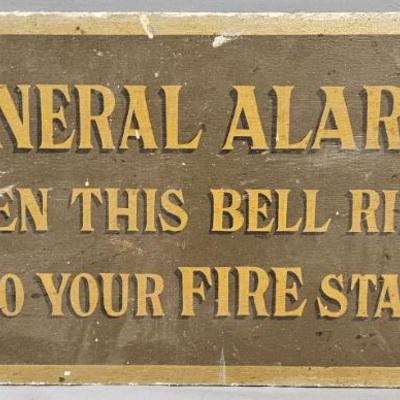 NERAL ALAR
EN THIS BELL RI
O YOUR FIRE STA